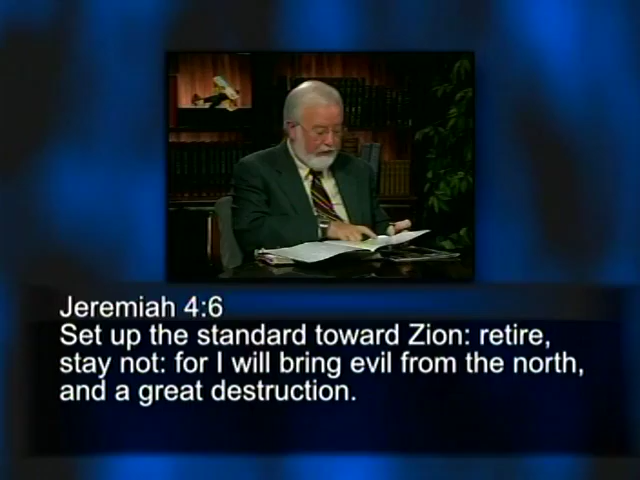 Jeremiah 4:6
Set up the standard toward Zion: retire,
stay not: for I will bring evil from the north,
and a great destruction.